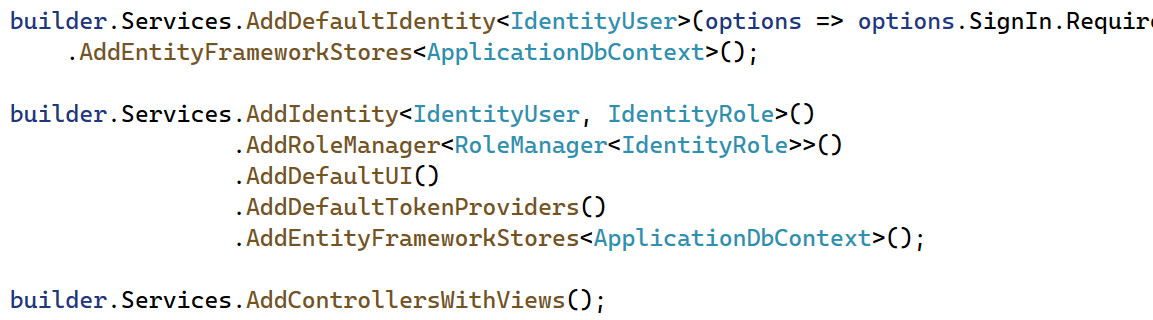 builder.Services.AddDefaultIdentity<IdentityUser>(options => options.SignIn.Require
.AddEntityFrameworkStores<ApplicationDbContext>();
builder.Services.AddIdentity<IdentityUser, IdentityRole>()
.AddRoleManager<RoleManager<IdentityRole>>()
.AddDefaultUI()
.AddDefaultTokenProviders()
.AddEntityFrameworkStores<ApplicationDbContext>();
builder.Services.AddControllersWithViews();